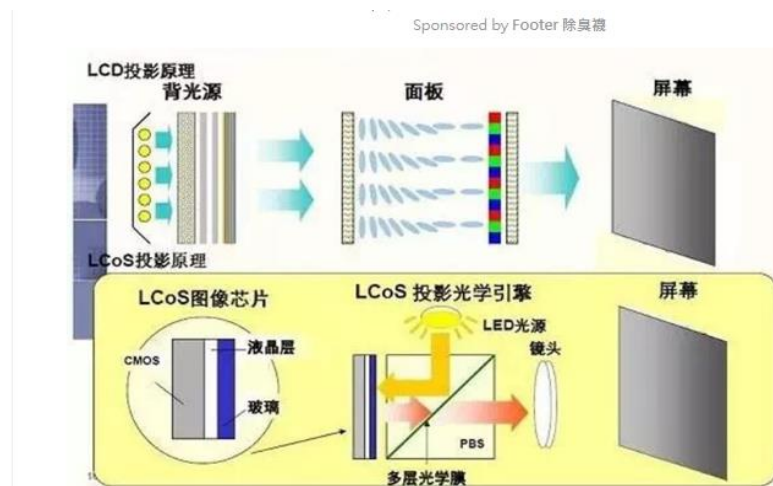 Sponsored by Footer 除臭襪
LCD投影原理
背光源
面板
屏幕
LCoS投影原理
LCoS图像芯片
LCoS 投影光学引擎
屏幕
LED光源
镜头
CMOS
液晶层
玻璃
PBS
多层光学膜